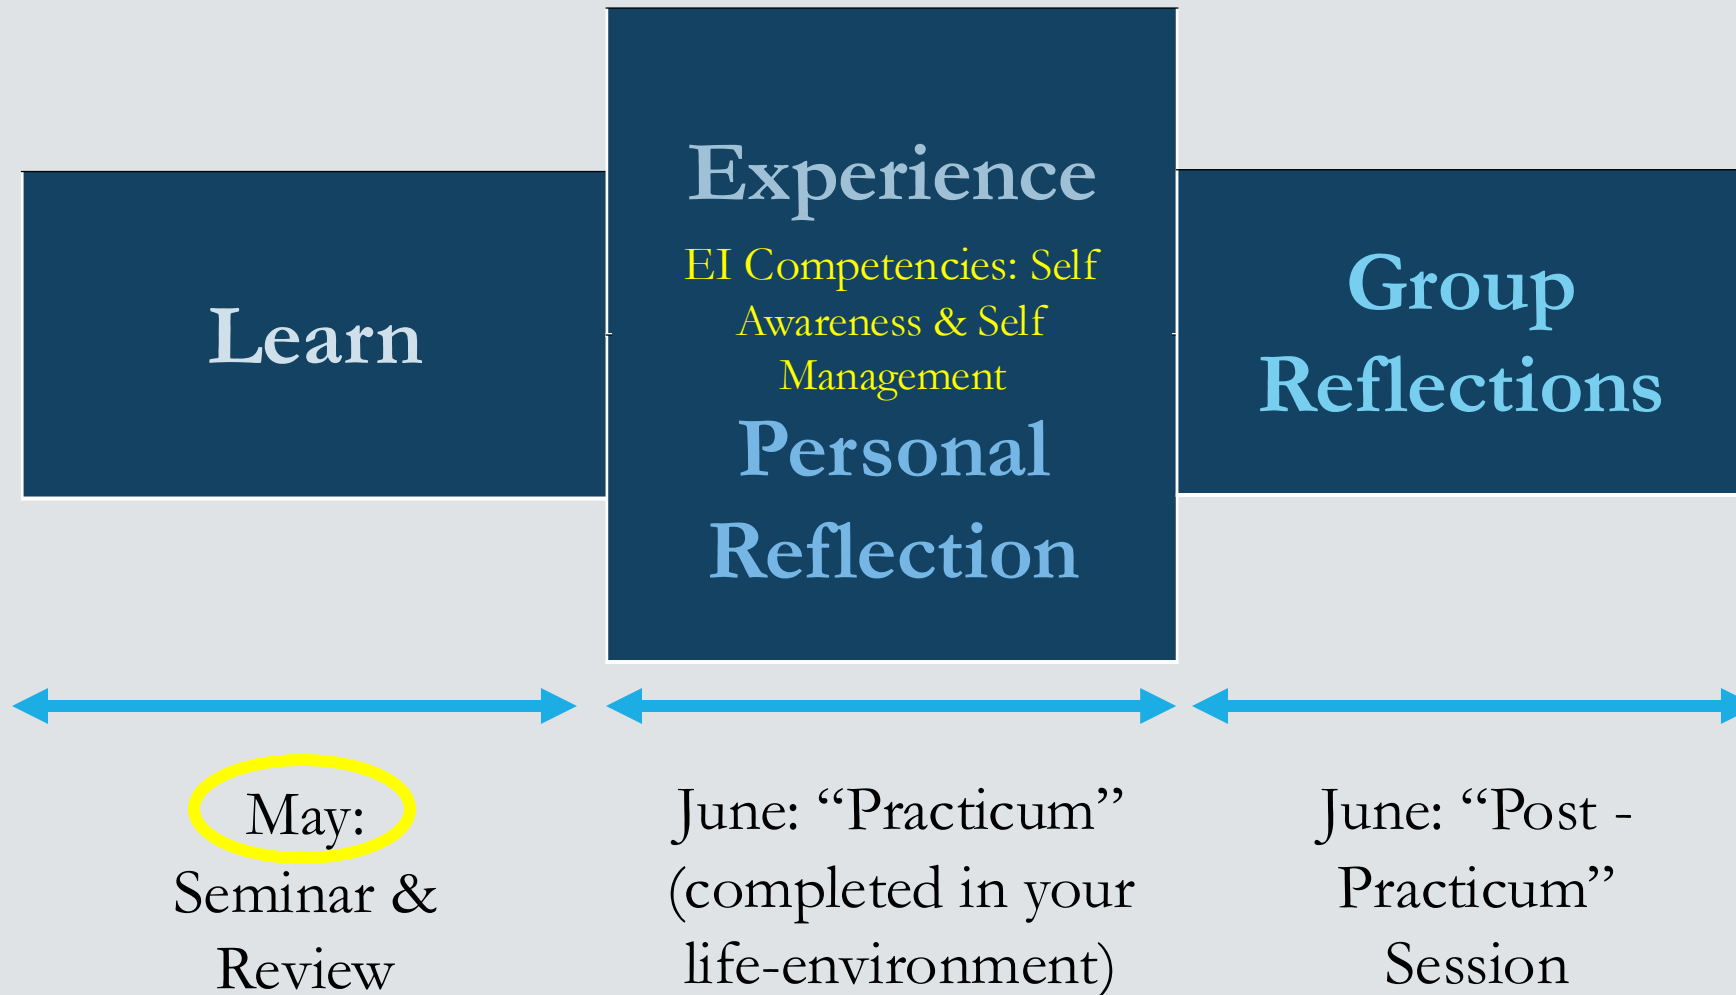 Learn
Experience
EI Competencies: Self
Awareness & Self
Management
Personal
Reflection
Group
Reflections
May:
Seminar &
Review
June: “Practicum”
(completed in your
life-environment)
June: “Post -
Practicum”
Session